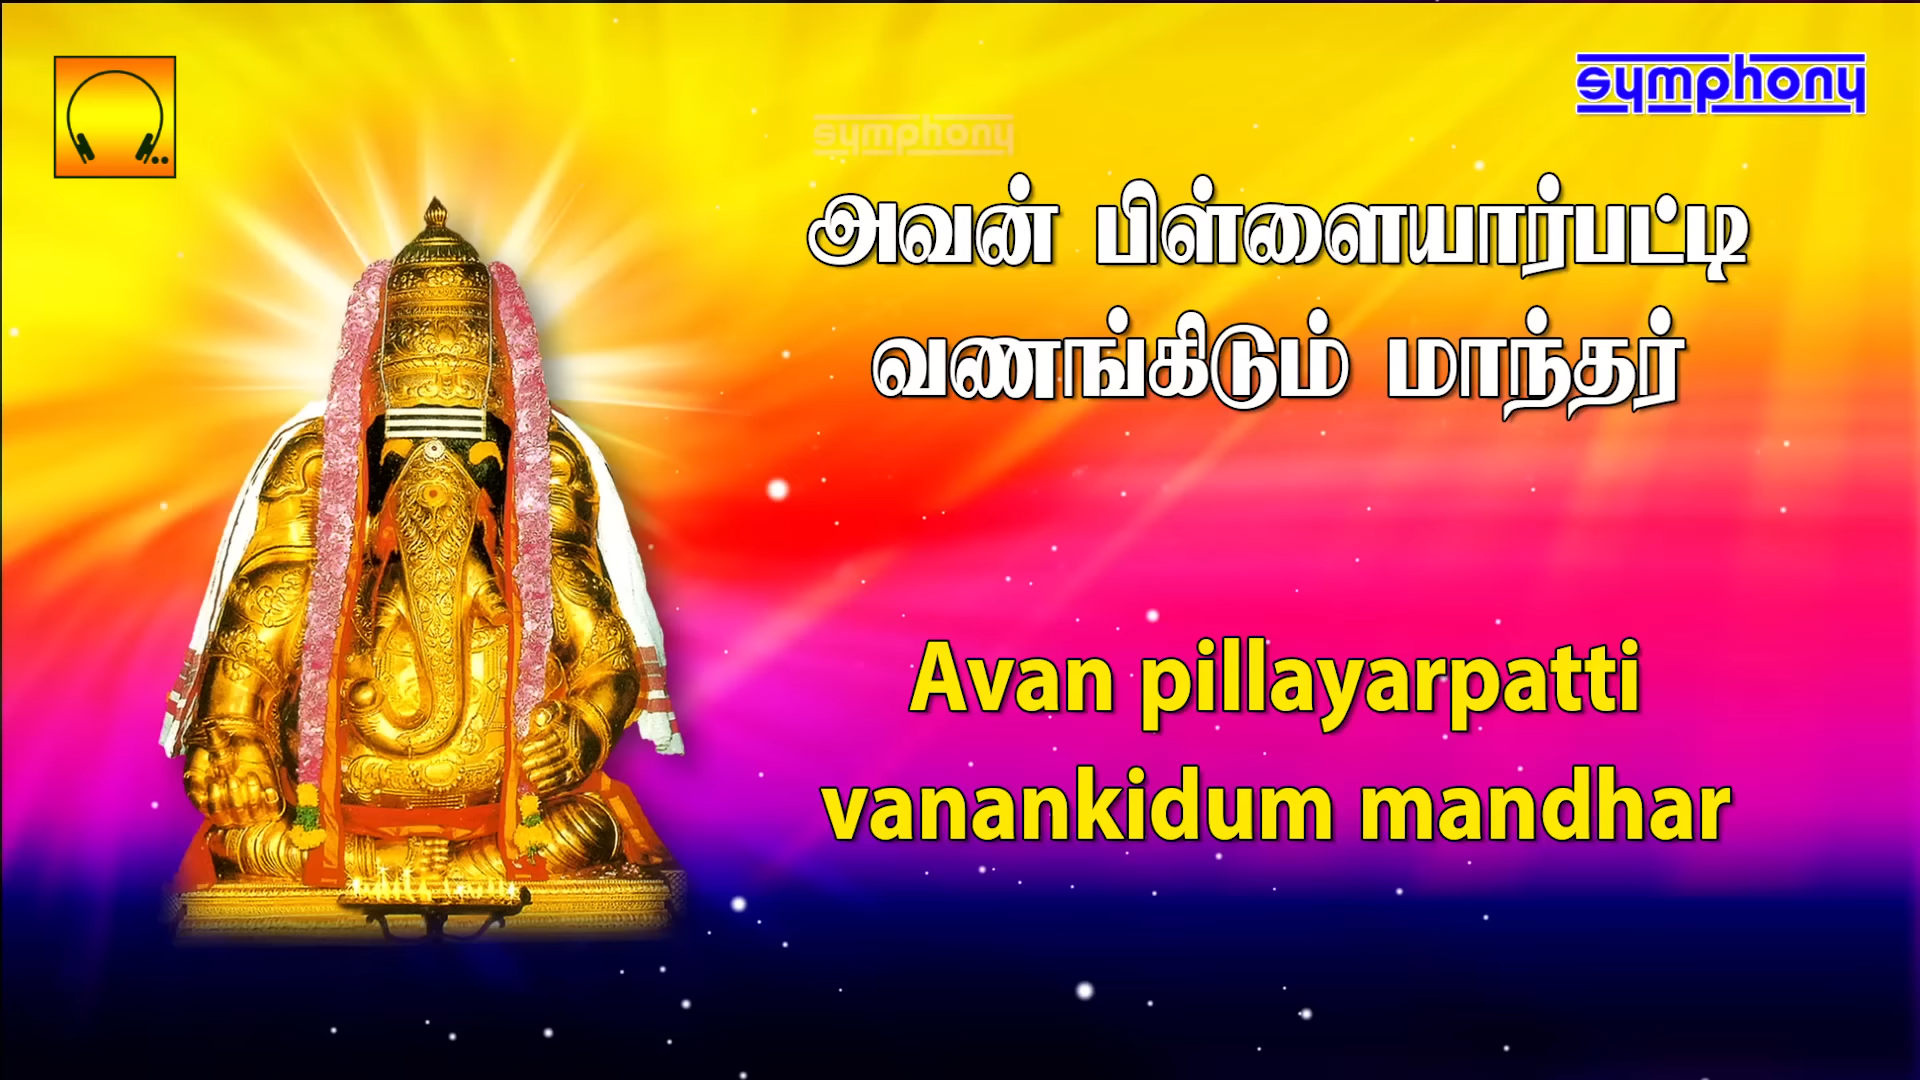 symphony
symphony
அவன் பிள்ளையார்பட்டி
வணங்கிடும் மாந்தர்
Avan pillayarpatti
vanankidum mandhar